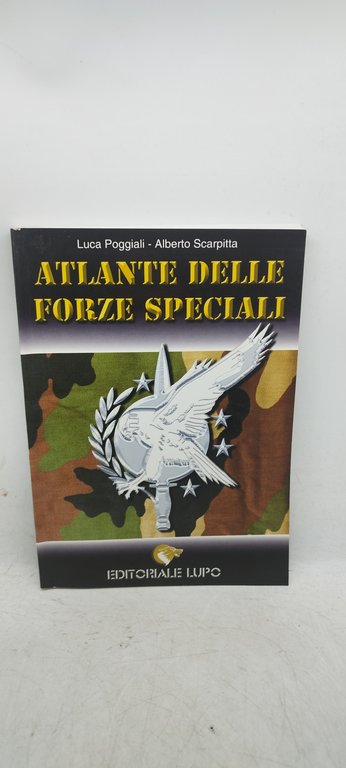 Luca Poggiali - Alberto Scarpitta
ATLANTE DELLE
FORZE SPECIALI
EDITORIALE LUPO